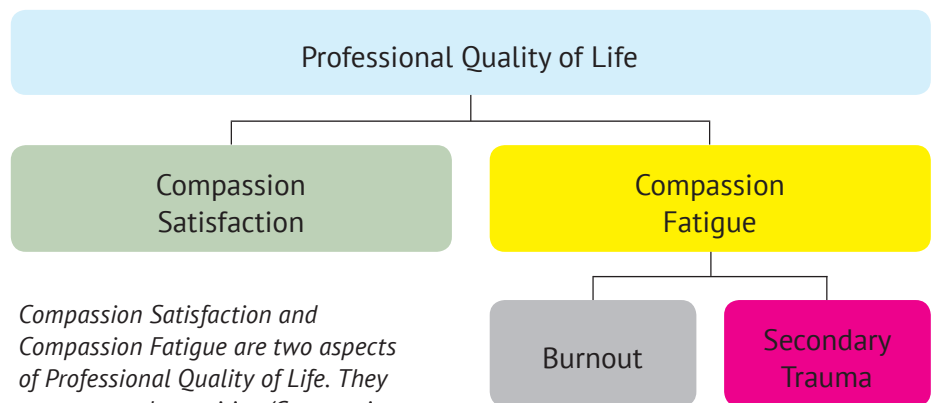 Professional Quality of Life
Compassion
Satisfaction
Compassion
Fatigue
Compassion Satisfaction and
Compassion Fatigue are two aspects
of Professional Quality of Life. They
Burnout
Secondary
Trauma